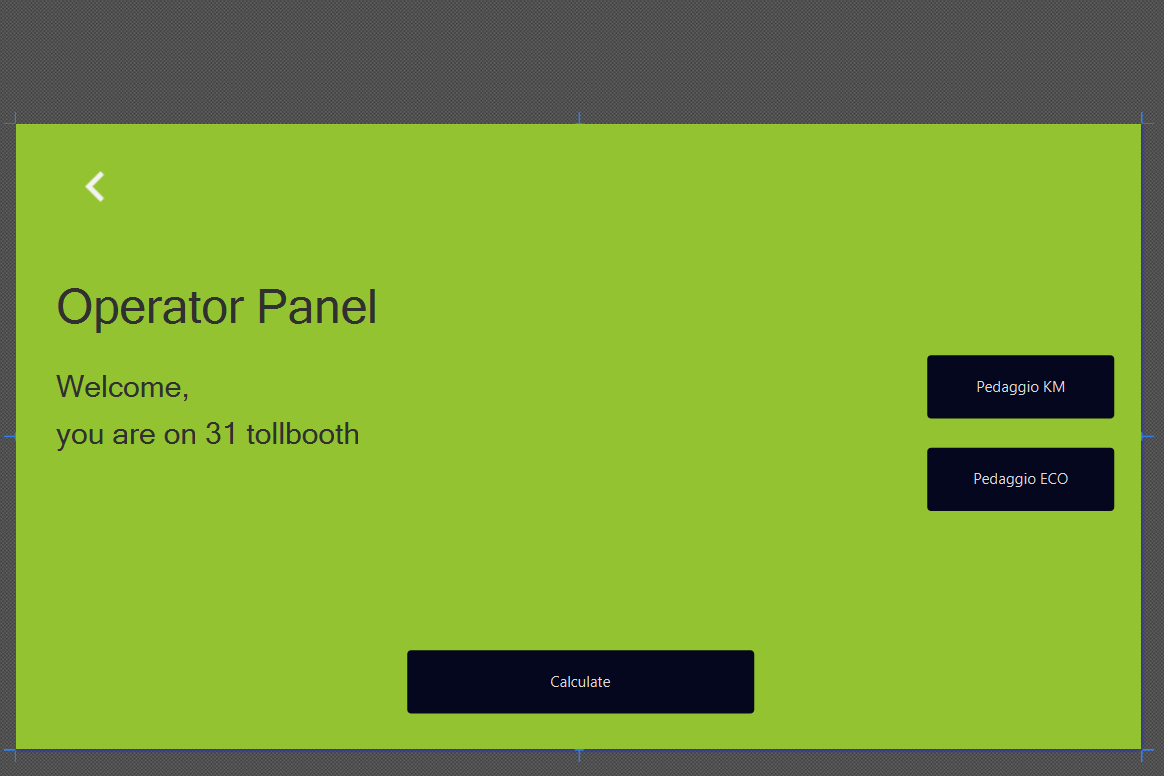 Operator Panel
Welcome,
you are on 31 tollbooth
Pedaggio KM
Pedaggio ECO
Calculate